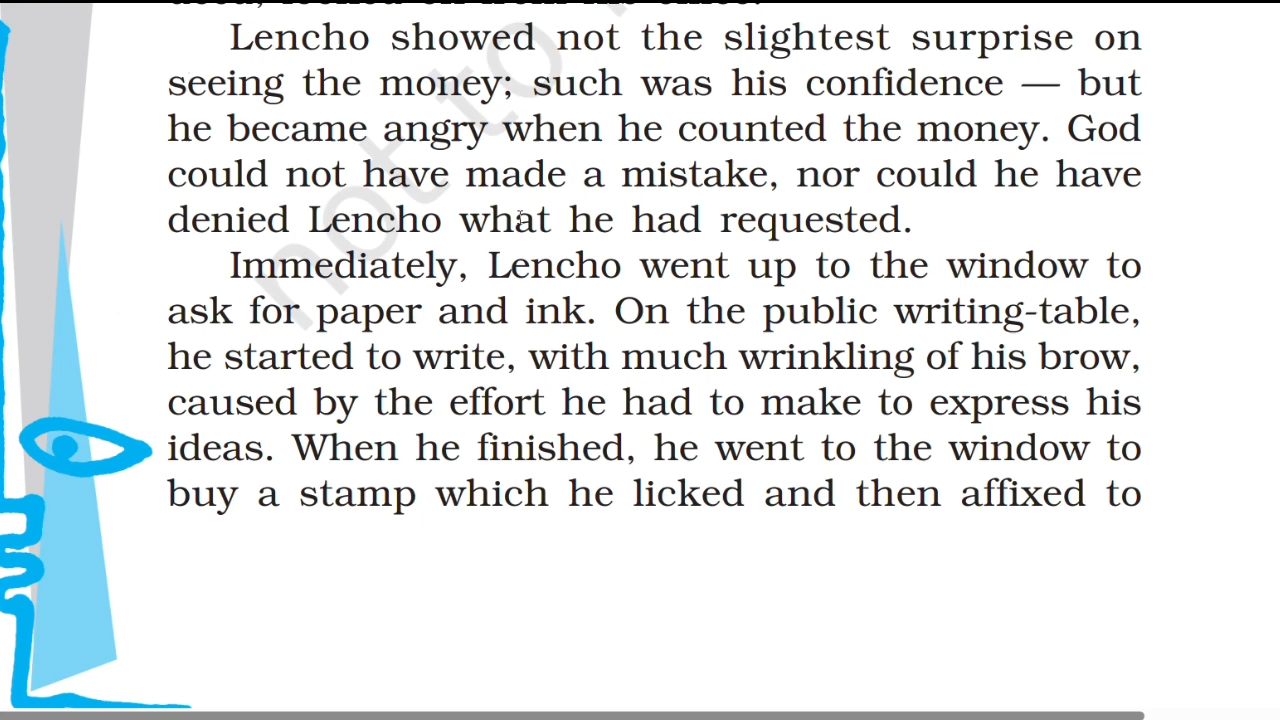 Lencho showed not the slightest surprise on
seeing the money; such was his confidence — but
he became angry when he counted the money. God
could not have made a mistake, nor could he have
denied Lencho what he had requested.
Immediately, Lencho went up to the window to
ask for paper and ink. On the public writing-table,
he started to write, with much wrinkling of his brow,
caused by the effort he had to make to express his
ideas. When he finished, he went to the window to
buy a stamp which he licked and then affixed to
not to